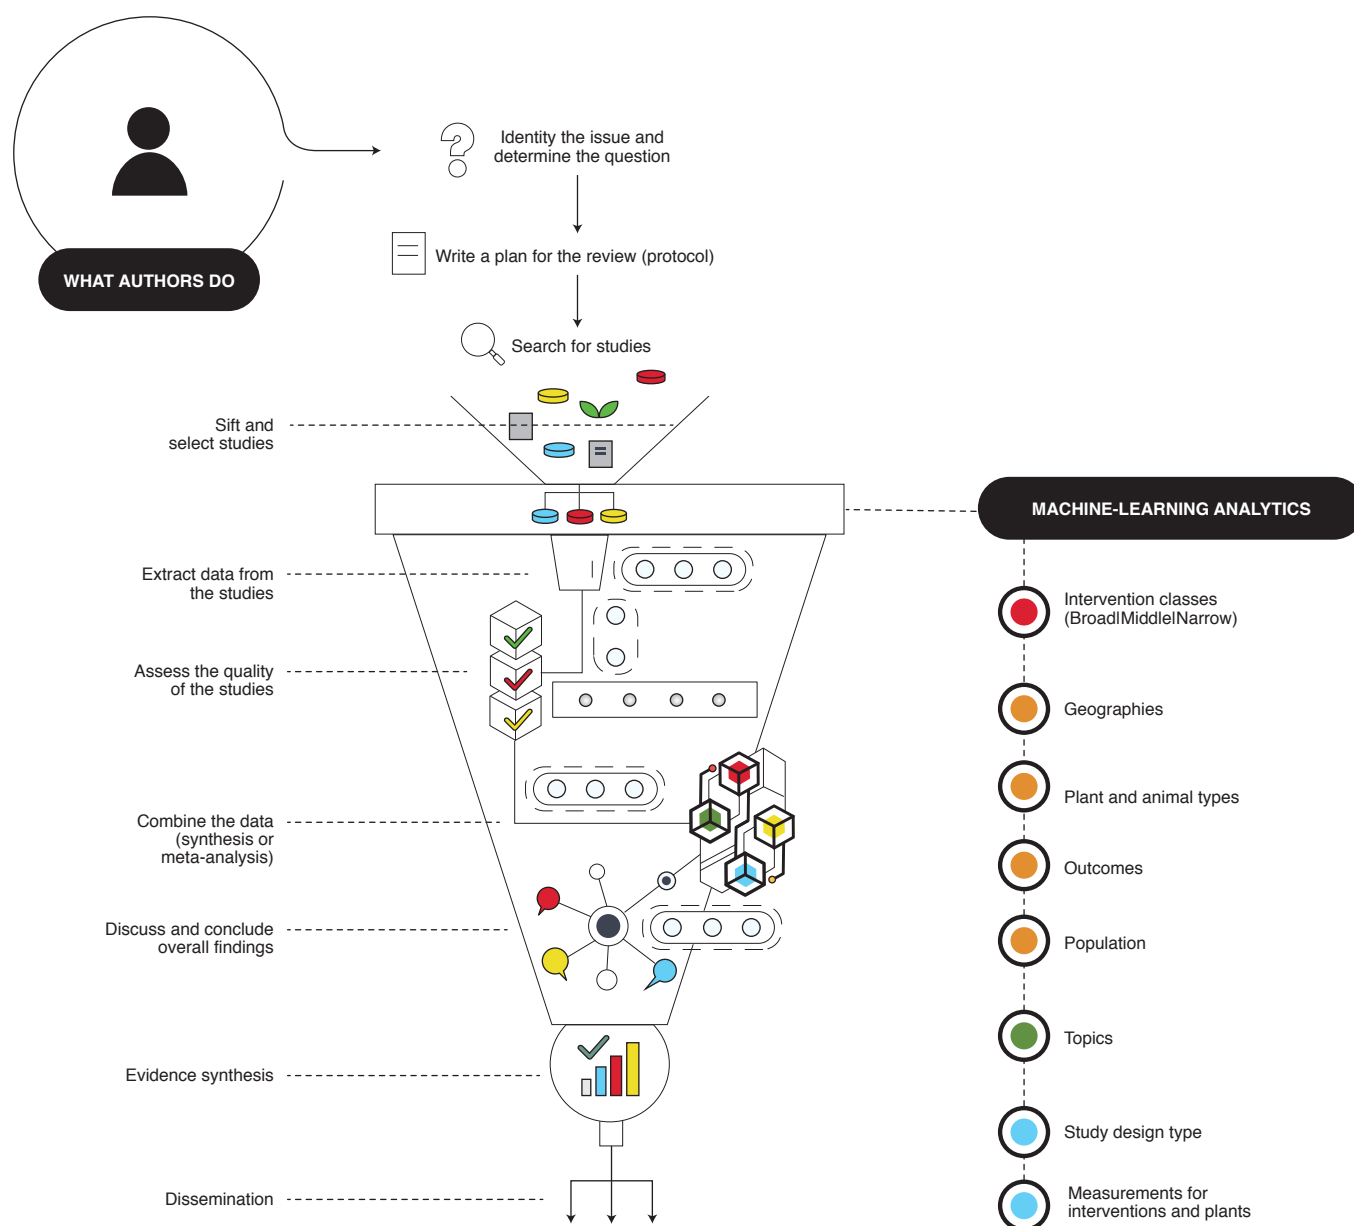 Identity the issue and
determine the question
WHAT AUTHORS DO
Write a plan for the review (protocol)
Search for studies
Sift and
select studies
MACHINE-LEARNING ANALYTICS
Extract data from
the studies
Intervention classes
(Broad|Middle|Narrow)
Assess the quality
of the studies
Geographies
Plant and animal types
Combine the data
(synthesis or
meta-analysis)
Outcomes
Discuss and conclude
overall findings
Population
Topics
Evidence synthesis
Study design type
Dissemination
Measurements for
interventions and plants